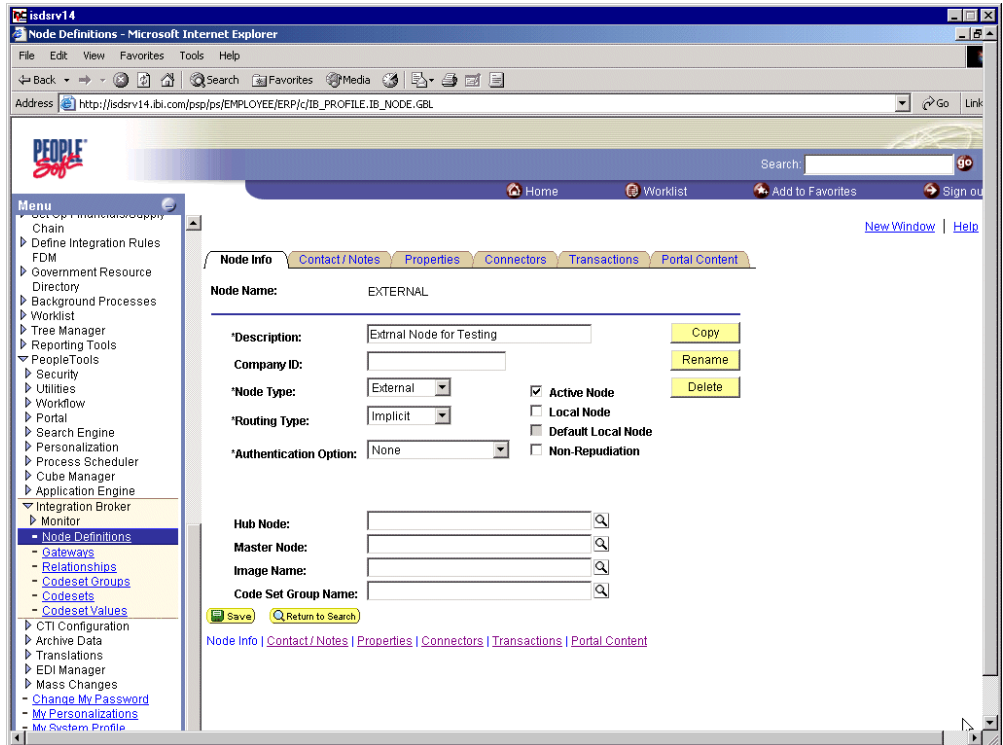 isdsrv14
Node Definitions - Microsoft Internet Explorer
File Edit View Favorites Tools Help
Back Search Favorites Media
Address http://isdsrv14.ibi.com/psp/ps/EMPLOYEE/ERP/c/IB_PROFILE.IB_NODE.GBL Go Link
PEOPLE Soft
Search: go
Home Worklist Add to Favorites Sign ou
Menu
Set Up Financials/Supply
Chain
Define Integration Rules
FDM
Government Resource
Directory
Background Processes
Worklist
Tree Manager
Reporting Tools
PeopleTools
Security
Utilities
Workflow
Portal
Search Engine
Personalization
Process Scheduler
Cube Manager
Application Engine
Integration Broker
Monitor
Node Definitions
Gateways
Relationships
Codeset Groups
Codesets
Codeset Values
CTI Configuration
Archive Data
Translations
EDI Manager
Mass Changes
Change My Password
My Personalizations
My System Profile
New Window | Help
Node Info Contact / Notes Properties Connectors Transactions Portal Content
Node Name: EXTERNAL
*Description: Extrnal Node for Testing Copy
Company ID: Rename
*Node Type: External Active Node Delete
*Routing Type: Implicit Local Node
Default Local Node
*Authentication Option: None Non-Repudiation
Hub Node:
Master Node:
Image Name:
Code Set Group Name:
Save Return to Search
Node Info | Contact / Notes | Properties | Connectors | Transactions | Portal Content